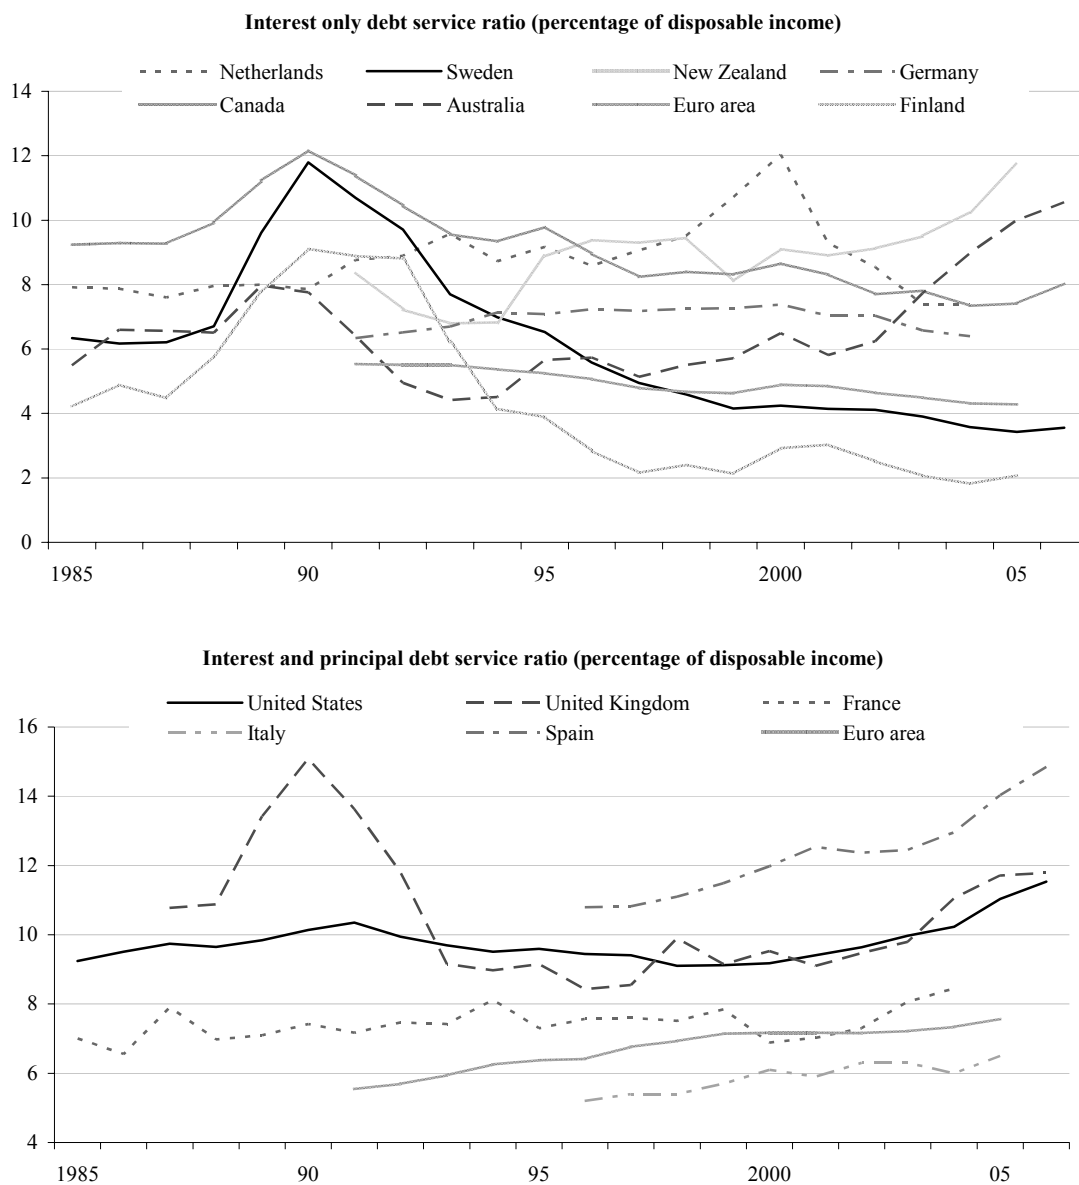 Interest only debt service ratio (percentage of disposable income)
Netherlands Sweden New Zealand Germany
14
Canada Australia Euro area Finland
12
10
8
6
4
2
0
1985 90 95 2000 05
Interest and principal debt service ratio (percentage of disposable income)
United States United Kingdom France
16
Italy Spain Euro area
14
12
10
8
6
4
1985 90 95 2000 05